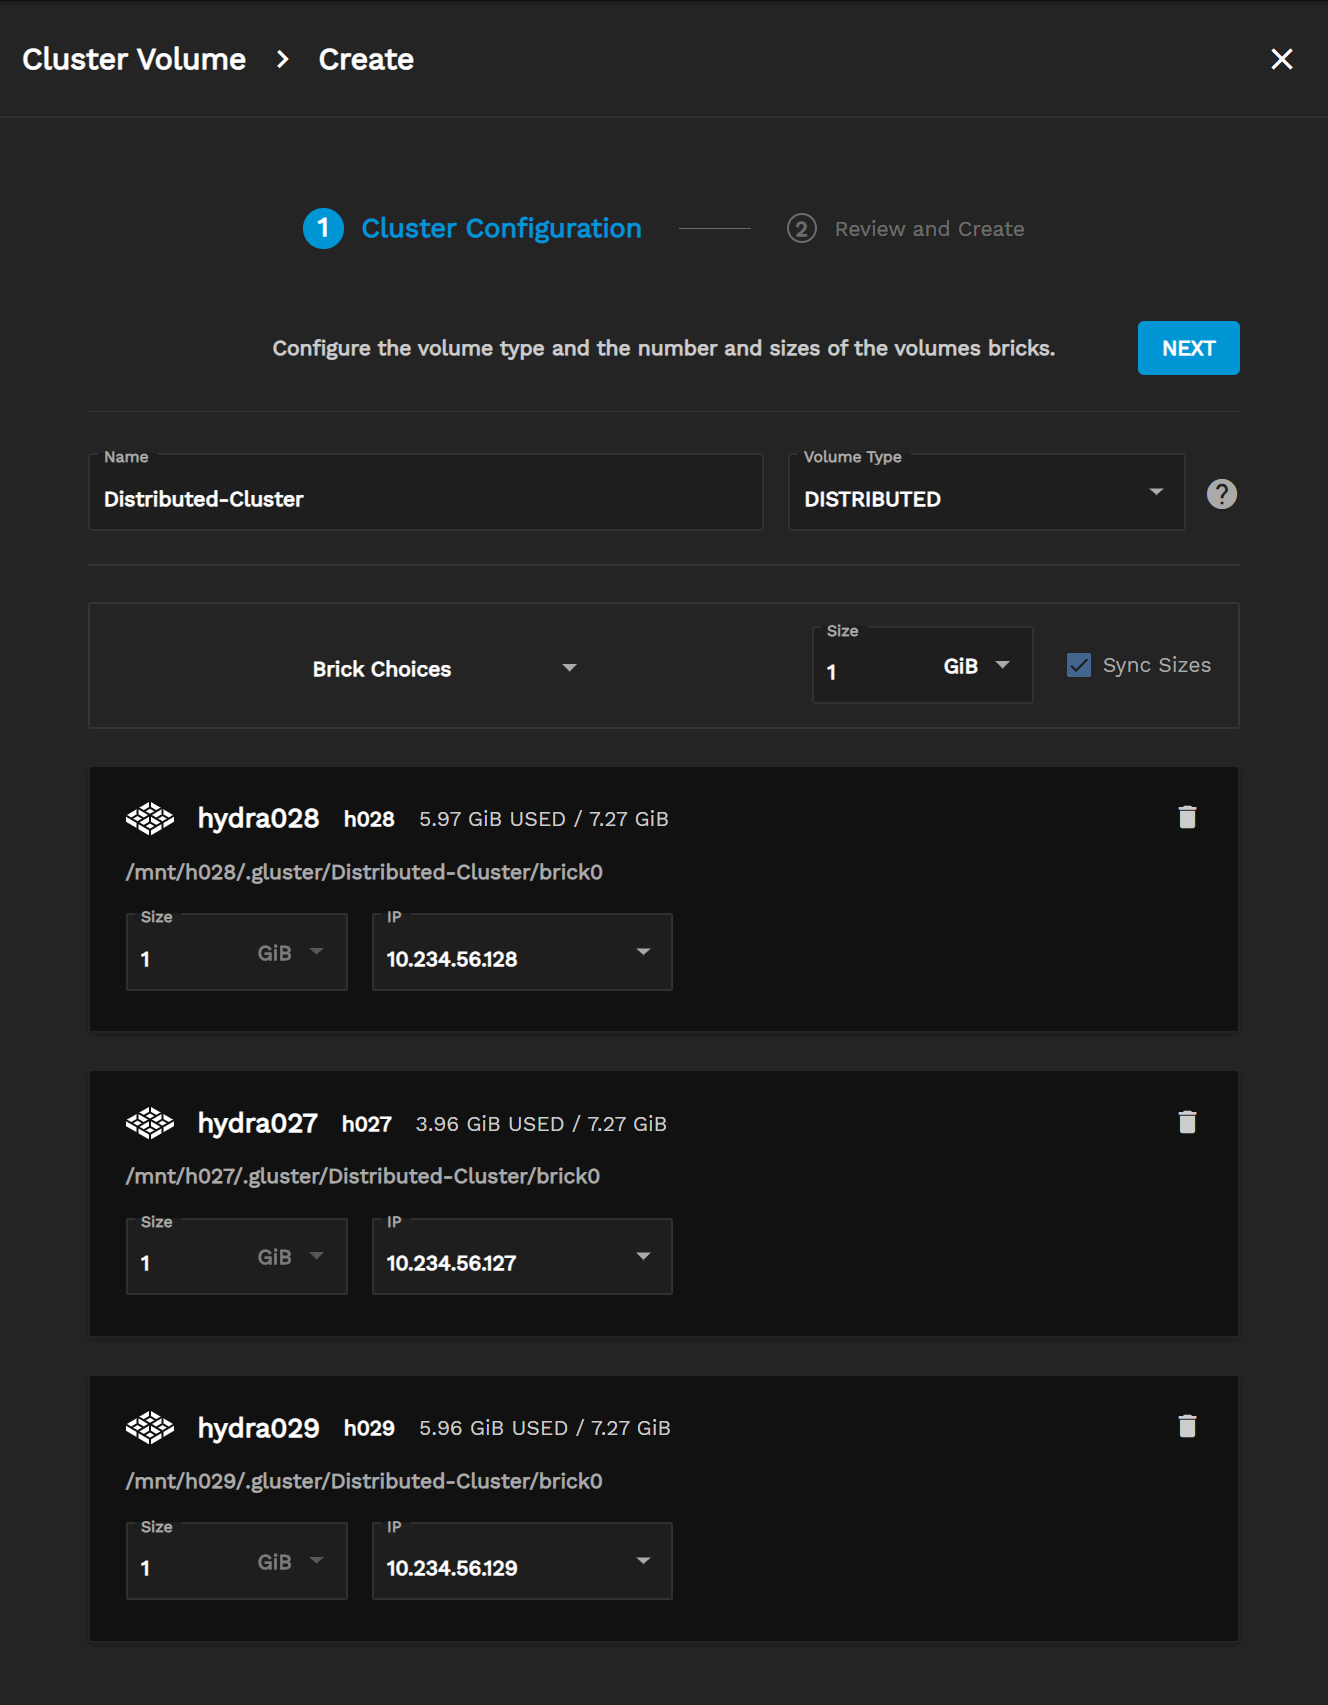 Cluster Volume > Create
1 Cluster Configuration 2 Review and Create
Configure the volume type and the number and sizes of the volumes bricks. NEXT
Name Volume Type
Distributed-Cluster DISTRIBUTED ?
Size
Brick Choices 1 GiB Sync Sizes
hydra028 h028 5.97 GiB USED / 7.27 GiB
/mnt/h028/.gluster/Distributed-Cluster/brick0
Size IP
1 GiB 10.234.56.128
hydra027 h027 3.96 GiB USED / 7.27 GiB
/mnt/h027/.gluster/Distributed-Cluster/brick0
Size IP
1 GiB 10.234.56.127
hydra029 h029 5.96 GiB USED / 7.27 GiB
/mnt/h029/.gluster/Distributed-Cluster/brick0
Size IP
1 GiB 10.234.56.129